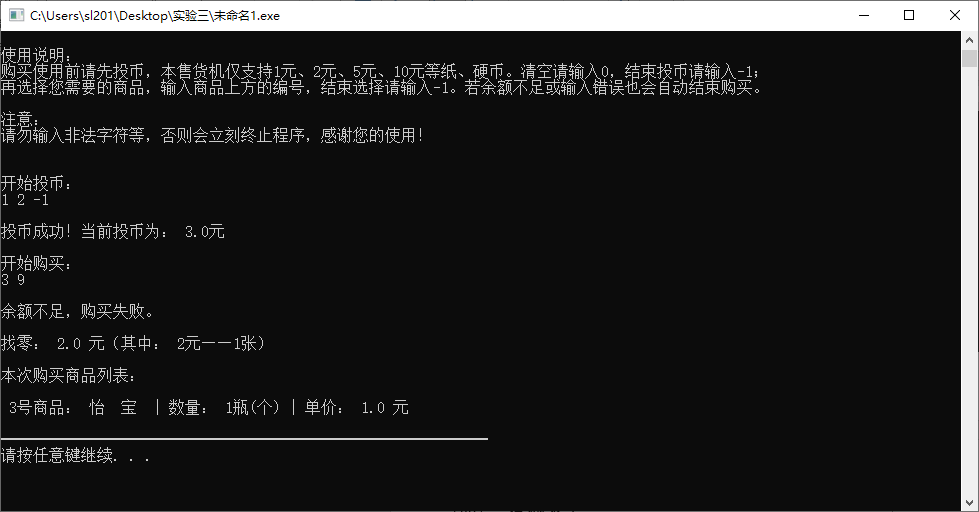 C:\Users\sl201\Desktop\实验三\未命名1.exe
使用说明：
购买使用前请先投币，本售货机仅支持1元、2元、5元、10元等纸、硬币。清空请输入0，结束投币请输入-1；
再选择您需要的商品，输入商品上方的编号，结束选择请输入-1。若余额不足或输入错误也会自动结束购买。
注意：
请勿输入非法字符等，否则会立刻终止程序，感谢您的使用！
开始投币：
1 2 -1
投币成功！当前投币为： 3.0元
开始购买：
3 9
余额不足，购买失败。
找零： 2.0 元（其中： 2元——1张）
本次购买商品列表：
3号商品： 怡 宝 | 数量： 1瓶(个) | 单价： 1.0 元
请按任意键继续. . .